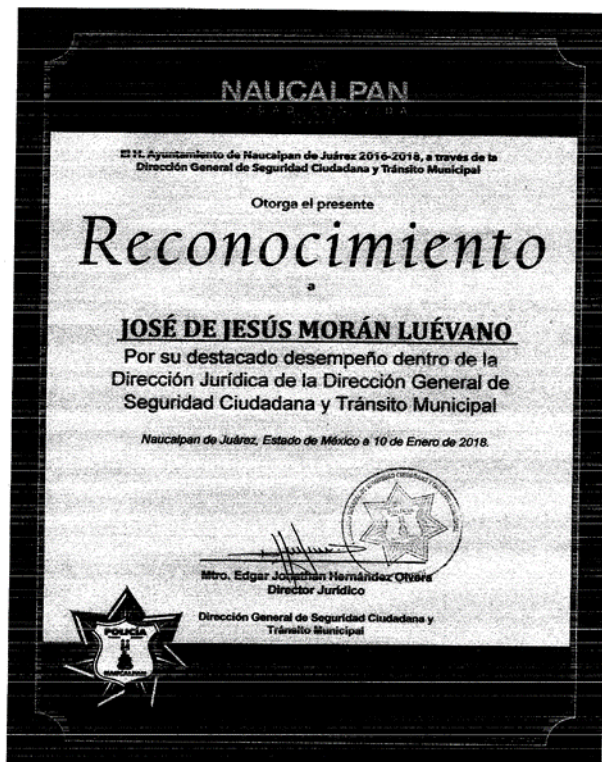 NAUCALPAN
CIUDAD CON VIDA
El H. Ayuntamiento de Naucalpan de Juárez 2016-2018, a través de la
Dirección General de Seguridad Ciudadana y Tránsito Municipal
Otorga el presente
Reconocimiento
a
JOSÉ DE JESÚS MORÁN LUÉVANO
Por su destacado desempeño dentro de la
Dirección Jurídica de la Dirección General de
Seguridad Ciudadana y Tránsito Municipal
Naucalpan de Juárez, Estado de México a 10 de Enero de 2018.
Mtro. Edgar Jonathan Hernández Olvera
Director Jurídico
Dirección General de Seguridad Ciudadana y
Tránsito Municipal
POLICÍA
NAUCALPAN